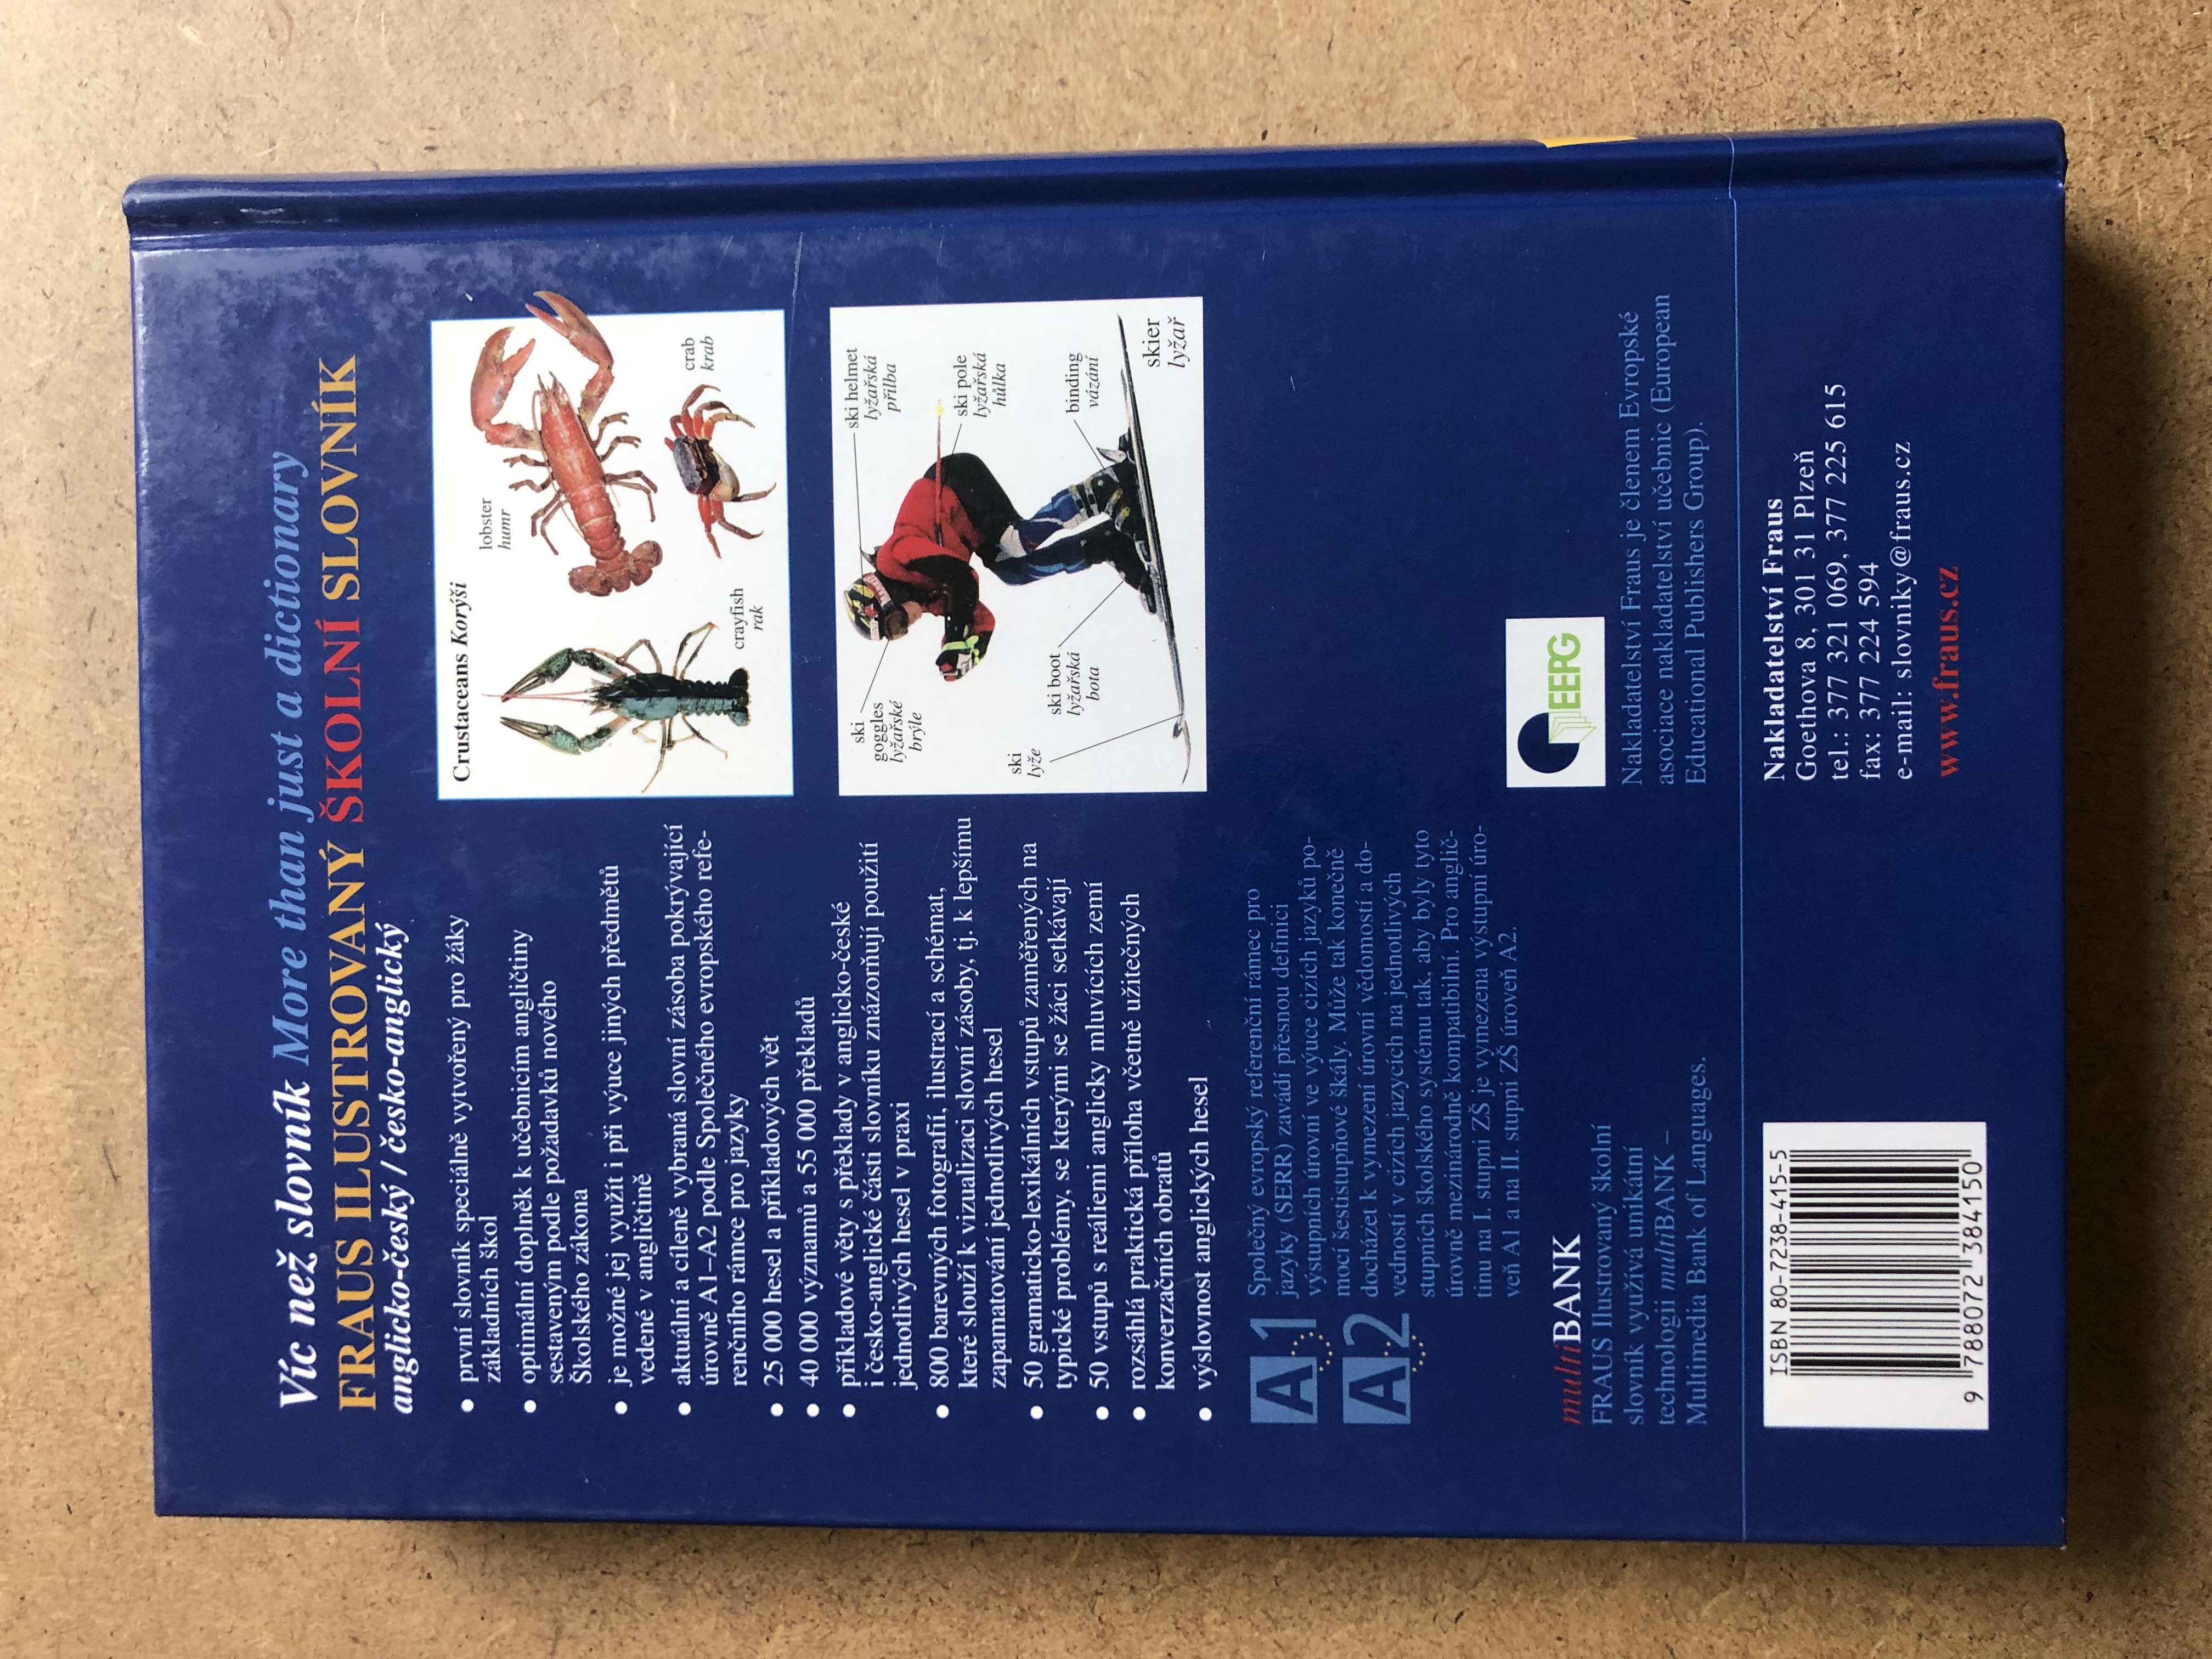 Víc než slovník More than just a dictionary
FRAUS ILUSTROVANÝ ŠKOLNÍ SLOVNÍK
anglicko-český / česko-anglický
• první slovník speciálně vytvořený pro žáky
základních škol
• optimální doplněk k učebnicím angličtiny
sestaveným podle požadavků nového
Školského zákona
• je možné jej využít i při výuce jiných předmětů
vedené v angličtině
• aktuální a cíleně vybraná slovní zásoba pokrývající
úrovně A1–A2 podle Společného evropského refe-
renčního rámce pro jazyky
• 25 000 hesel a příkladových vět
• 40 000 významů a 55 000 překladů
• příkladové věty s překlady v anglicko-české
i česko-anglické části slovníku znázorňují použití
jednotlivých hesel v praxi
• 800 barevných fotografií, ilustrací a schémat,
které slouží k vizualizaci slovní zásoby, tj. k lepšímu
zapamatování jednotlivých hesel
• 50 gramaticko-lexikálních vstupů zaměřených na
typické problémy, se kterými se žáci setkávají
• 50 vstupů s reáliemi anglicky mluvících zemí
• rozsáhlá praktická příloha včetně užitečných
konverzačních obratů
• výslovnost anglických hesel
Crustaceans Korýši
lobster
humr
crayfish
rak
crab
krab
ski helmet
lyžařská
přilba
ski
goggles
lyžařské
brýle
ski pole
lyžařská
hůlka
ski boot
lyžařská
bota
binding
vázání
ski
lyže
skier
lyžař
A1
A2
Společný evropský referenční rámec pro
jazyky (SERR) zavádí přesnou definici
výstupních úrovní ve výuce cizích jazyků po-
mocí šestistupňové škály. Může tak konečně
docházet k vymezení úrovní vědomostí a do-
vedností v cizích jazycích na jednotlivých
stupních školského systému tak, aby byly tyto
úrovně mezinárodně kompatibilní. Pro anglič-
tinu na I. stupni ZŠ je vymezena výstupní úro-
veň A1 a na II. stupni ZŠ úroveň A2.
multiBANK
FRAUS Ilustrovaný školní
slovník využívá unikátní
technologii multiBANK –
Multimedia Bank of Languages.
EEPG
Nakladatelství Fraus je členem Evropské
asociace nakladatelství učebnic (European
Educational Publishers Group).
ISBN 80-7238-415-5
9 788072 384150
Nakladatelství Fraus
Goethova 8, 301 31 Plzeň
tel.: 377 321 069, 377 225 615
fax: 377 224 594
e-mail: slovniky@fraus.cz
www.fraus.cz